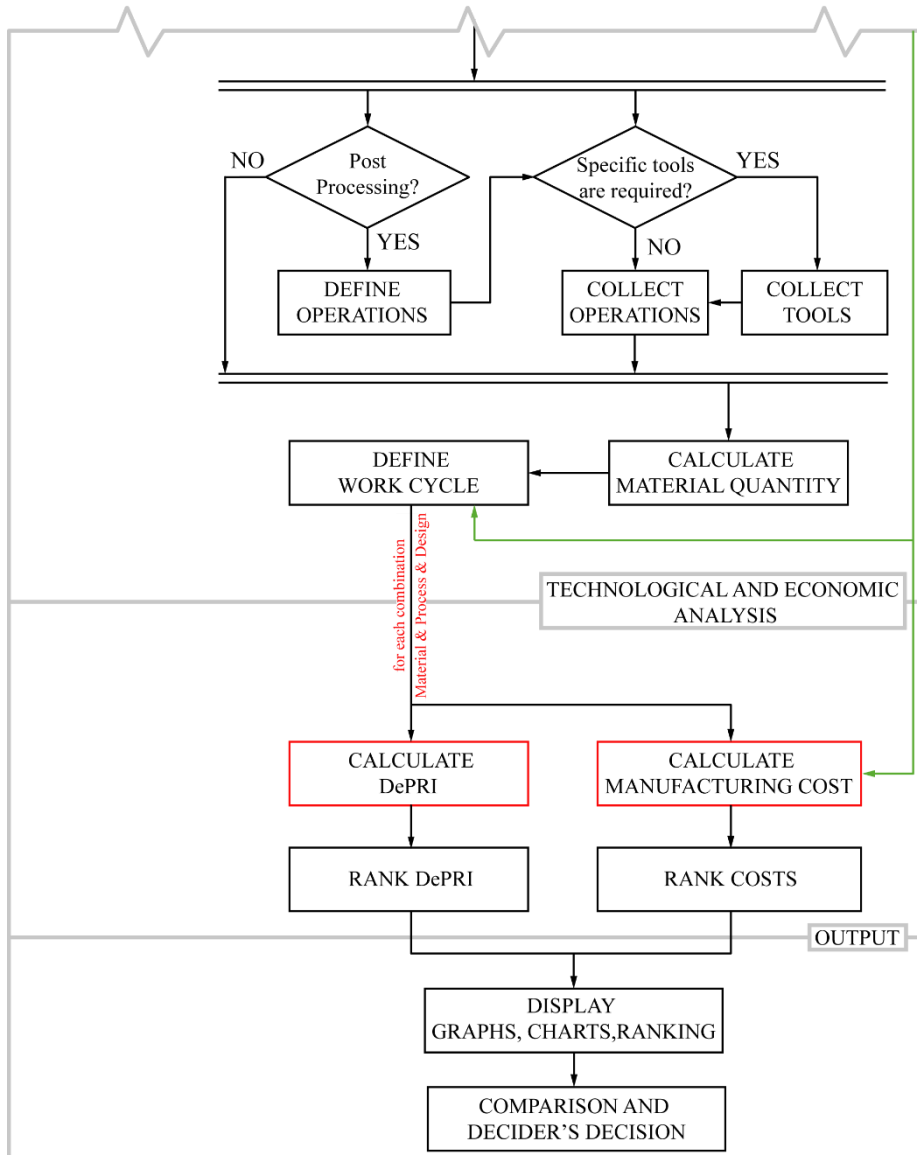 NO
Post
Processing?
YES
Specific tools
are required?
YES
NO
DEFINE
OPERATIONS
COLLECT
OPERATIONS
COLLECT
TOOLS
DEFINE
WORK CYCLE
CALCULATE
MATERIAL QUANTITY
for each combination
Material & Process & Design
TECHNOLOGICAL AND ECONOMIC
ANALYSIS
CALCULATE
DePRI
CALCULATE
MANUFACTURING COST
RANK DePRI
RANK COSTS
OUTPUT
DISPLAY
GRAPHS, CHARTS,RANKING
COMPARISON AND
DECIDER'S DECISION